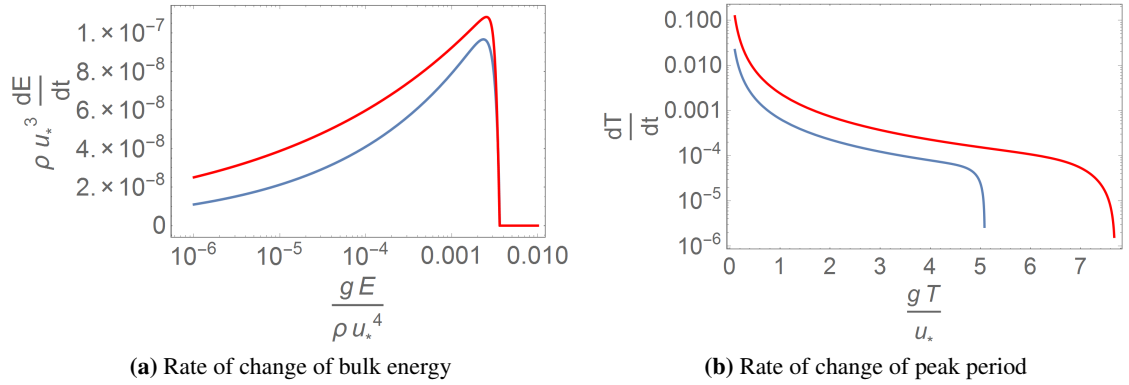 1.×10⁻⁷
8.×10⁻⁸
6.×10⁻⁸
4.×10⁻⁸
2.×10⁻⁸
0
ρ u*³ dE/dt
10⁻⁶ 10⁻⁵ 10⁻⁴ 0.001 0.010
g E
ρ u*⁴
(a) Rate of change of bulk energy
0.100
0.010
0.001
10⁻⁴
10⁻⁵
10⁻⁶
dT
dt
0 1 2 3 4 5 6 7
g T
u*
(b) Rate of change of peak period